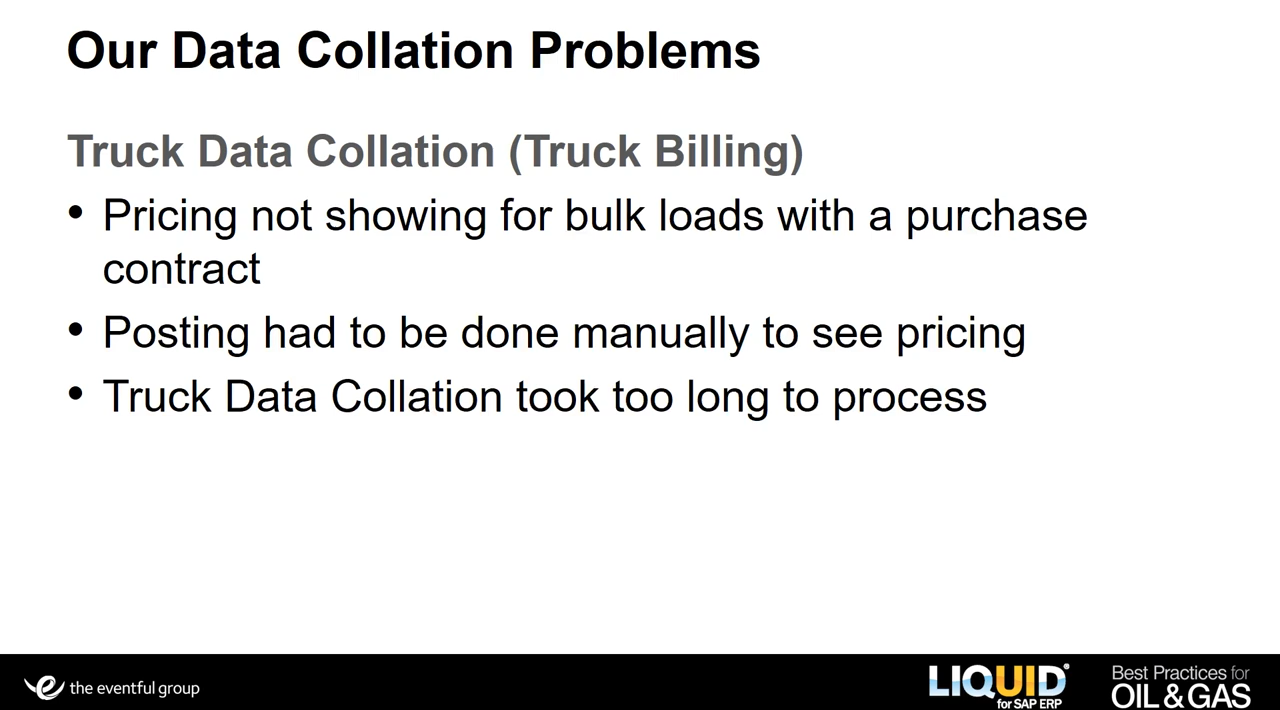 Our Data Collation Problems
Truck Data Collation (Truck Billing)
• Pricing not showing for bulk loads with a purchase
contract
• Posting had to be done manually to see pricing
• Truck Data Collation took too long to process
the eventful group
LIQUID®
for SAP ERP
Best Practices for
OIL & GAS